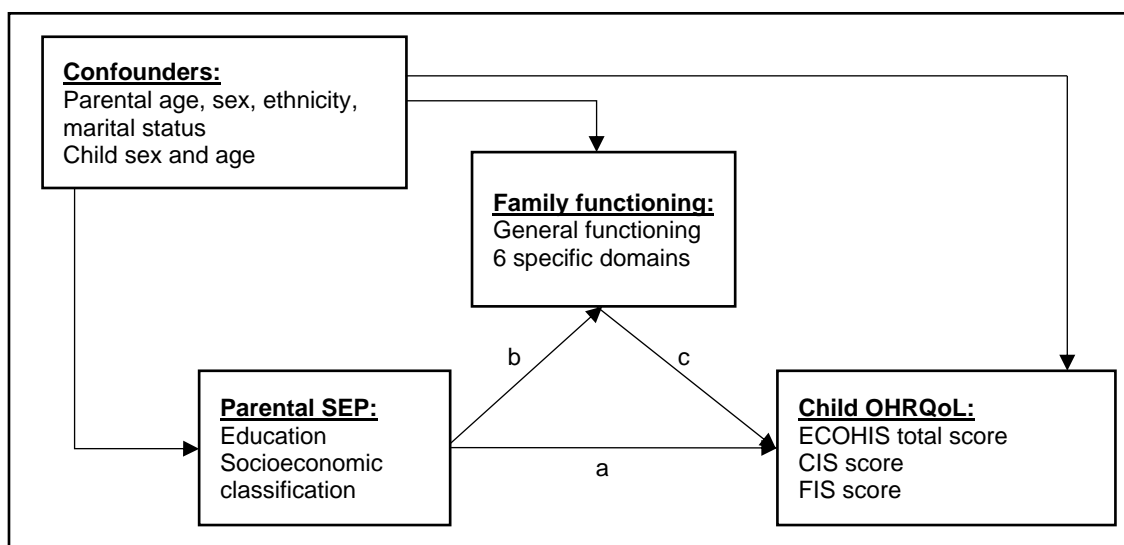 Confounders:
Parental age, sex, ethnicity,
marital status
Child sex and age
Family functioning:
General functioning
6 specific domains
b
c
Parental SEP:
Education
Socioeconomic
classification
a
Child OHRQoL:
ECOHIS total score
CIS score
FIS score